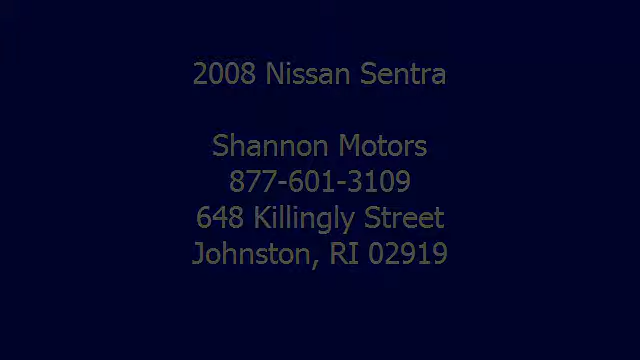 2008 Nissan Sentra
Shannon Motors
877-601-3109
648 Killingly Street
Johnston, RI 02919